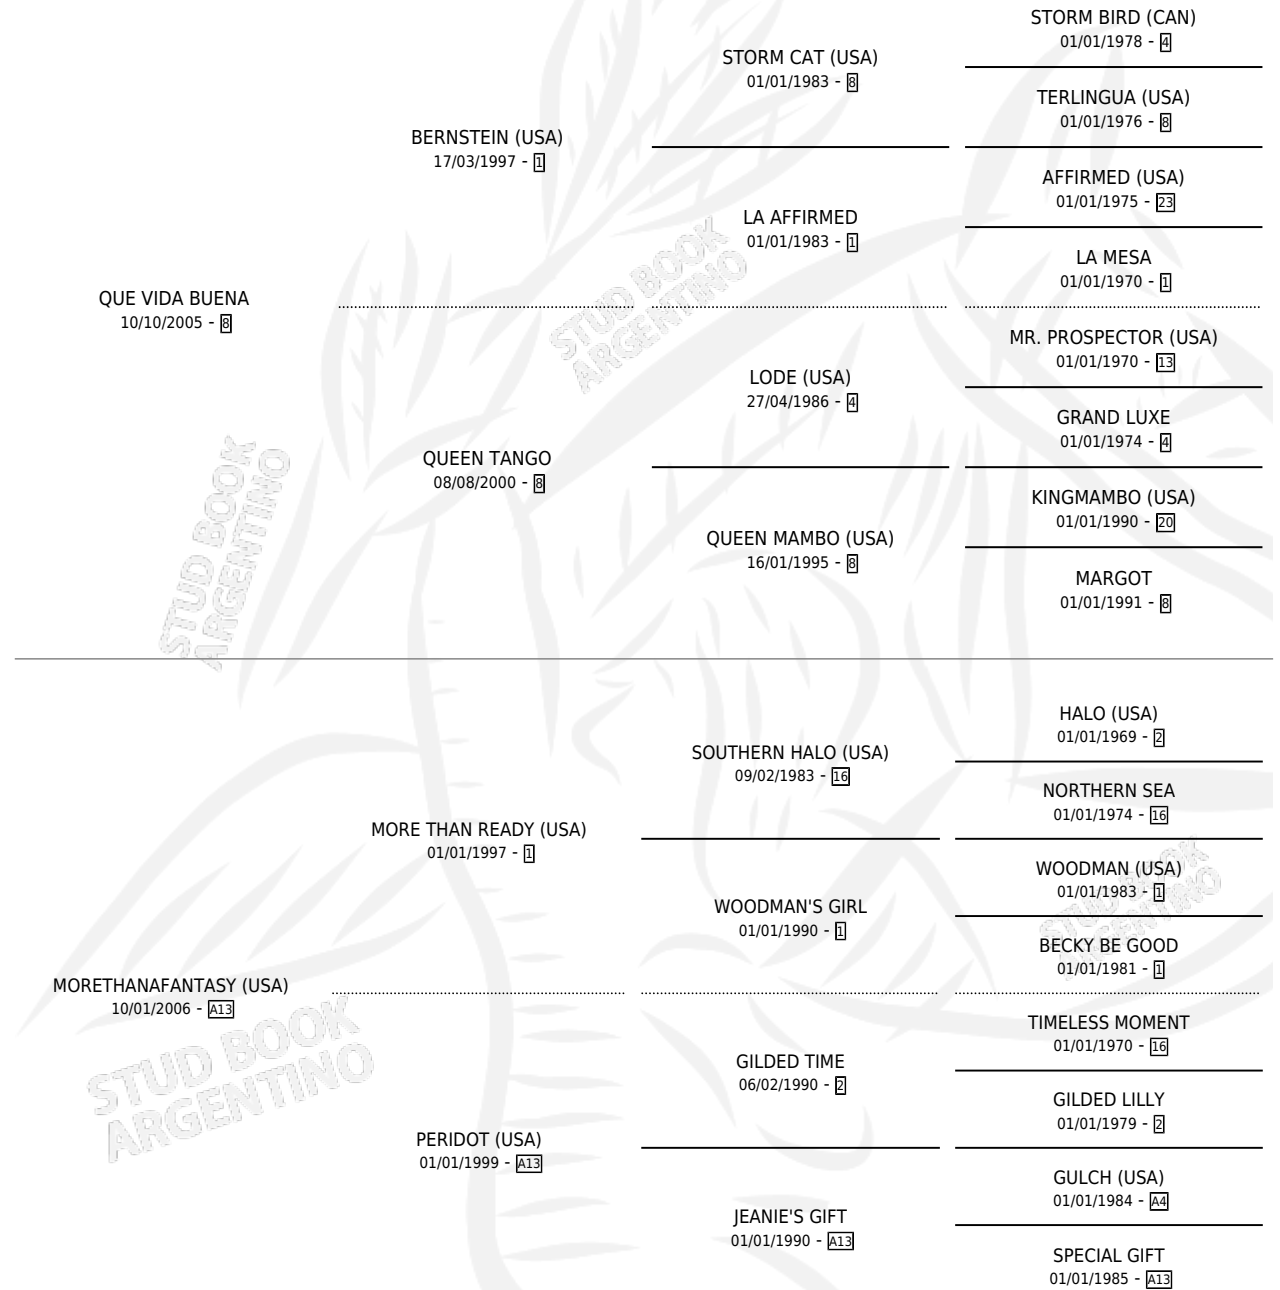 STORM BIRD (CAN)
01/01/1978 - 4
STORM CAT (USA)
01/01/1983 - 8
TERLINGUA (USA)
01/01/1976 - 8
BERNSTEIN (USA)
17/03/1997 - 1
AFFIRMED (USA)
01/01/1975 - 23
LA AFFIRMED
01/01/1983 - 1
LA MESA
01/01/1970 - 1
QUE VIDA BUENA
10/10/2005 - 8
MR. PROSPECTOR (USA)
01/01/1970 - 13
LODE (USA)
27/04/1986 - 4
GRAND LUXE
01/01/1974 - 4
QUEEN TANGO
08/08/2000 - 8
KINGMAMBO (USA)
01/01/1990 - 20
QUEEN MAMBO (USA)
16/01/1995 - 8
MARGOT
01/01/1991 - 8
STUD BOOK
ARGENTINO
STUD BOOK
ARGENTINO
HALO (USA)
01/01/1969 - 2
SOUTHERN HALO (USA)
09/02/1983 - 16
NORTHERN SEA
01/01/1974 - 16
MORE THAN READY (USA)
01/01/1997 - 1
WOODMAN (USA)
01/01/1983 - 1
WOODMAN'S GIRL
01/01/1990 - 1
BECKY BE GOOD
01/01/1981 - 1
STUD BOOK
ARGENTINO
MORETHANAFANTASY (USA)
10/01/2006 - A13
TIMELESS MOMENT
01/01/1970 - 16
GILDED TIME
06/02/1990 - 2
GILDED LILLY
01/01/1979 - 2
STUD BOOK
ARGENTINO
PERIDOT (USA)
01/01/1999 - A13
GULCH (USA)
01/01/1984 - A4
JEANIE'S GIFT
01/01/1990 - A13
SPECIAL GIFT
01/01/1985 - A13